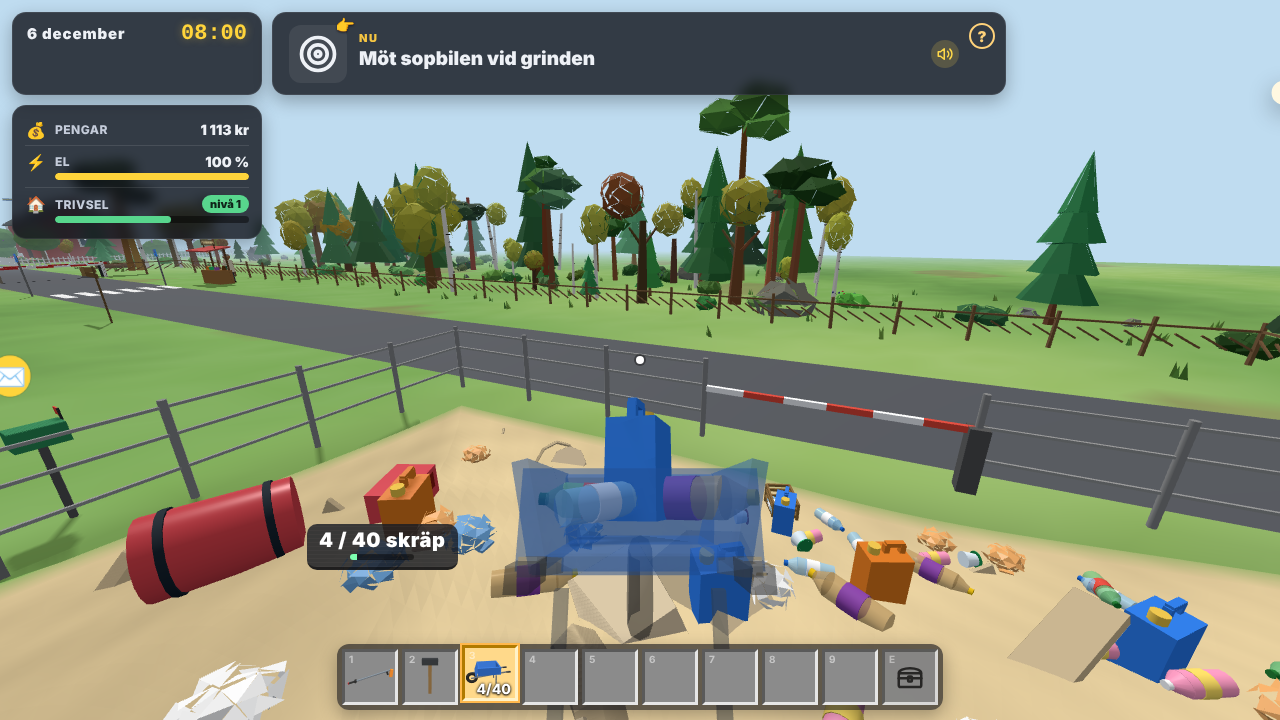 6 december 08:00
NU
Möt sopbilen vid grinden
?
PENGAR 1 113 kr
EL 100 %
TRIVSEL nivå 1
4 / 40 skräp
1 2 3 4 5 6 7 8 9 E
4/40